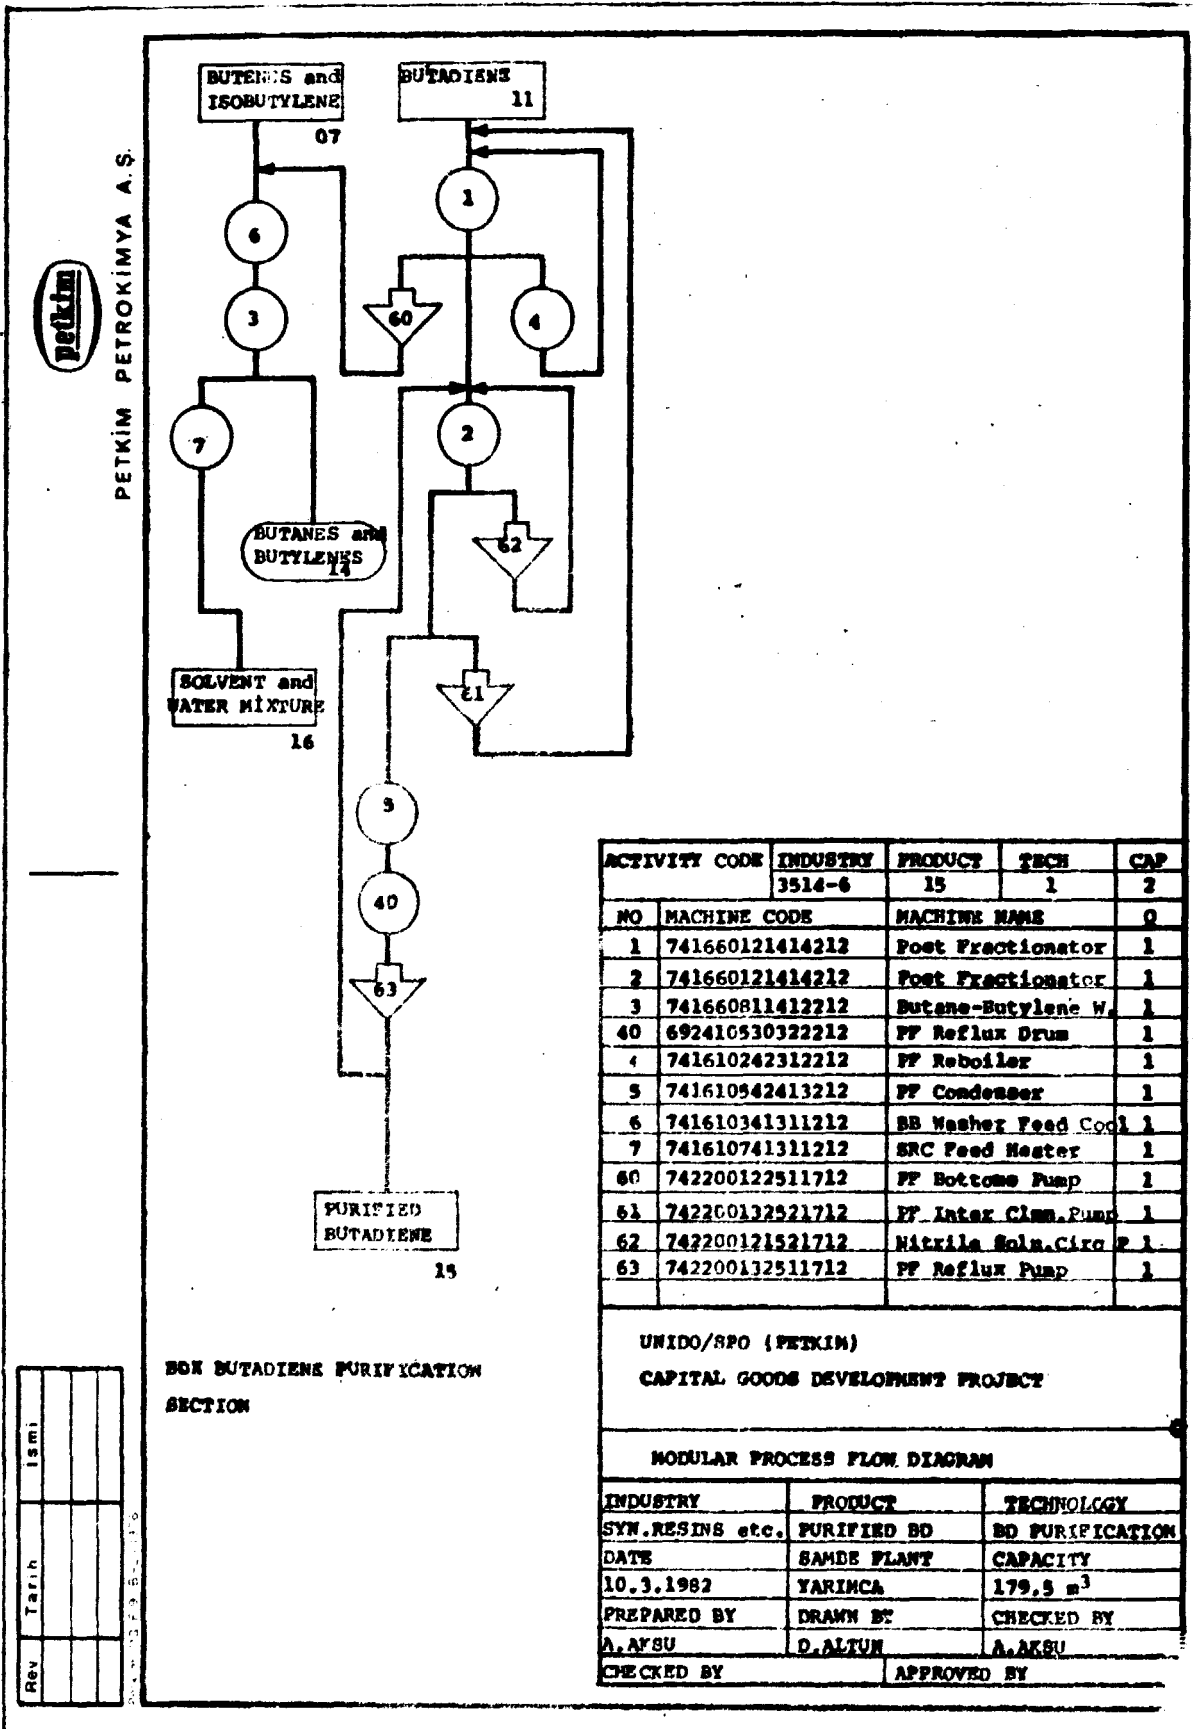 BUTENES and
ISOBUTYLENE
07
BUTADIENE
11
1
6
3
60
4
7
2
BUTANES and
BUTYLENES
14
62
SOLVENT and
WATER MİXTURE
16
61
5
40
63
PURIFIED
BUTADIENE
15
petkim
PETKİM PETROKİMYA A.Ş.
ACTIVITY CODE INDUSTRY PRODUCT TECH CAP
3514-6 15 1 2
NO MACHINE CODE MACHINE NAME Q
1 741660121414212 Post Fractionator 1
2 741660121414212 Post Fractionator 1
3 741660811412212 Butane-Butylene W. 1
40 692410530322212 PF Reflux Drum 1
4 741610242312212 PF Reboiler 1
5 741610542413212 PF Condenser 1
6 741610341311212 BB Washer Feed Cool 1
7 741610741311212 SRC Feed Heater 1
60 742200122511712 PF Bottoms Pump 1
61 742200132521712 PF Inter Clmn.Pump 1
62 742200121521712 Nitrile Soln.Circ P 1
63 742200132511712 PF Reflux Pump 1
UNIDO/SPO (PETKIM)
CAPITAL GOODS DEVELOPMENT PROJECT
BDX BUTADIENE PURIFICATION
SECTION
MODULAR PROCESS FLOW DIAGRAM
INDUSTRY PRODUCT TECHNOLOGY
SYN.RESINS etc. PURIFIED BD BD PURIFICATION
DATE SAMDE PLANT CAPACITY
10.3.1982 YARIMCA 179.5 m³
PREPARED BY DRAWN BY CHECKED BY
A.AKSU D.ALTUN A.AKSU
CHECKED BY APPROVED BY
Rev Tarih Ismi